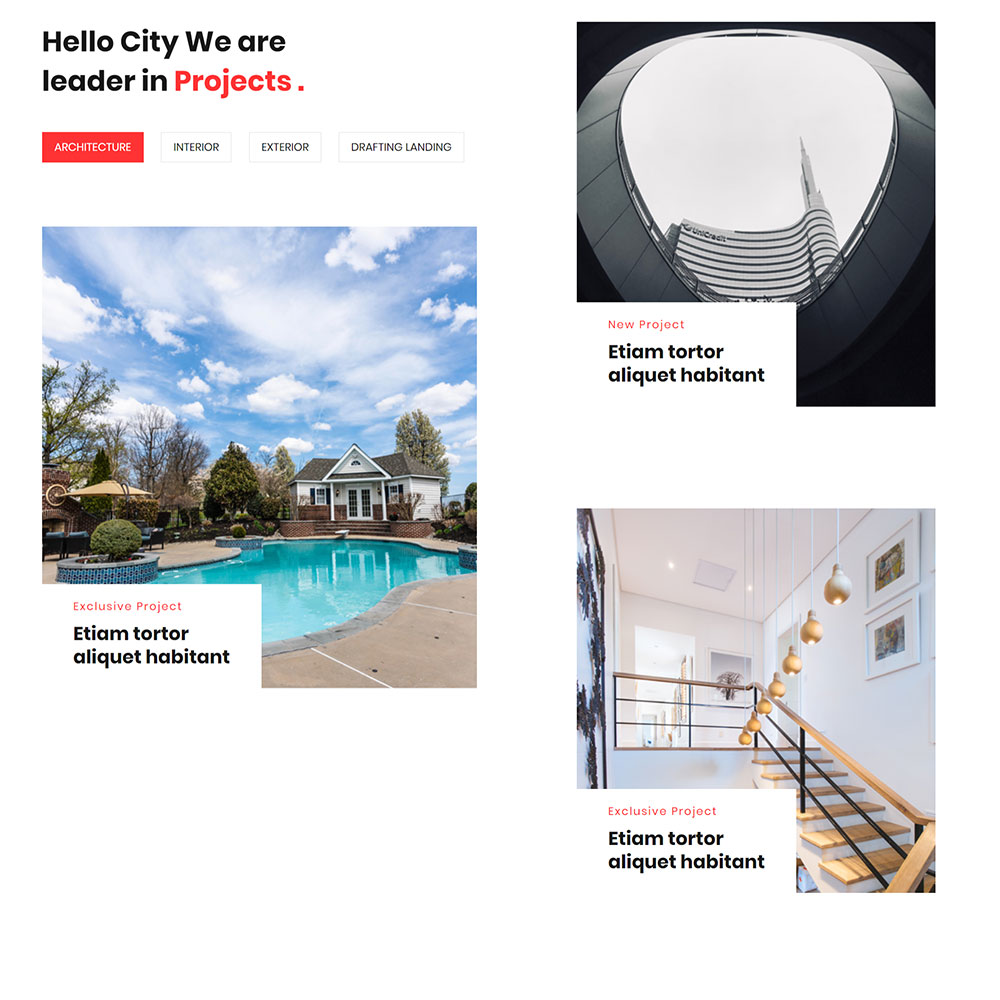 Hello City We are
leader in Projects .
ARCHITECTURE
INTERIOR
EXTERIOR
DRAFTING LANDING
Exclusive Project
Etiam tortor
aliquet habitant
UniCredit
New Project
Etiam tortor
aliquet habitant
Exclusive Project
Etiam tortor
aliquet habitant